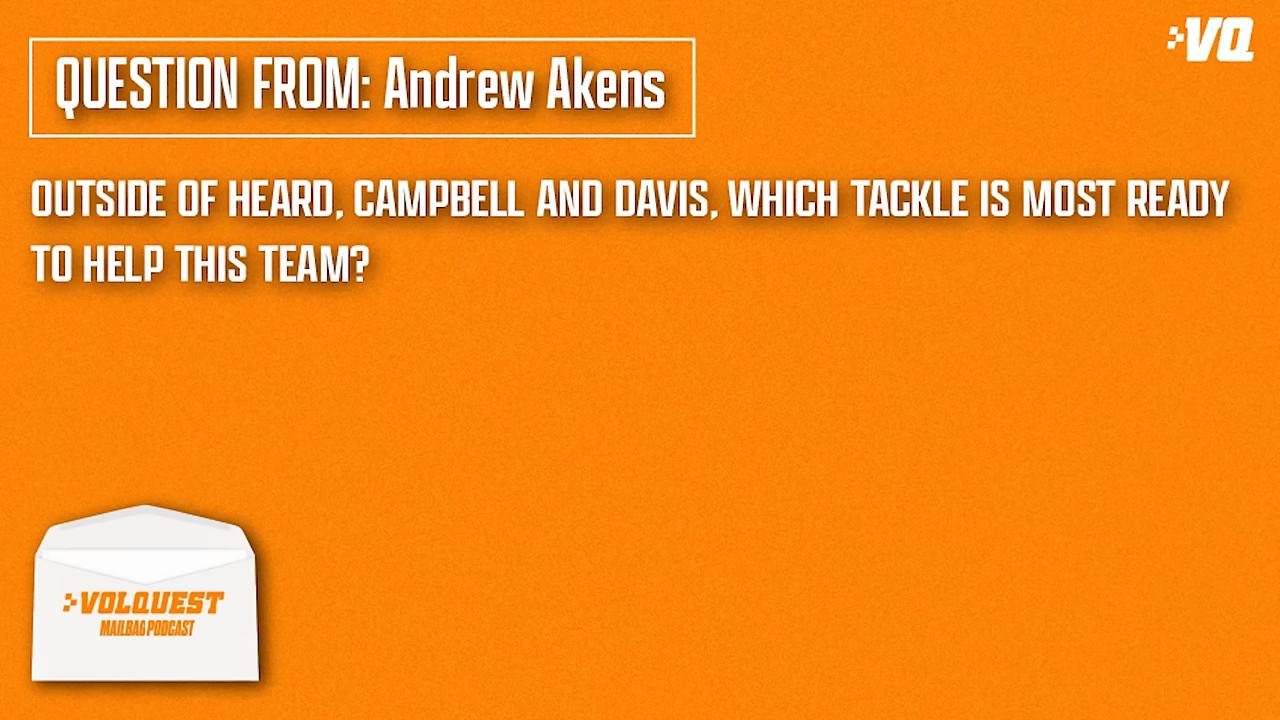 VQ
QUESTION FROM: Andrew Akens
OUTSIDE OF HEARD, CAMPBELL AND DAVIS, WHICH TACKLE IS MOST READY
TO HELP THIS TEAM?
VOLQUEST
MAILBAG PODCAST